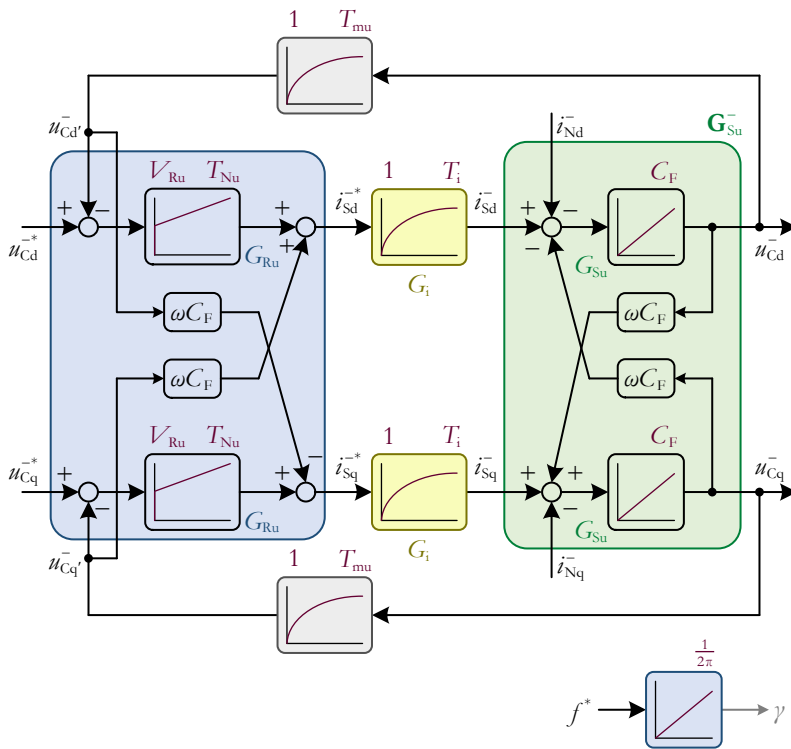 1 T_mu
u⁻_Cd′ i⁻_Nd G⁻_Su
V_Ru T_Nu i⁻*_Sd 1 T_i i⁻_Sd C_F
+ − + + + − −
u⁻*_Cd G_Ru G_i G_Su u⁻_Cd
ωC_F ωC_F
ωC_F ωC_F
V_Ru T_Nu i⁻*_Sq 1 T_i i⁻_Sq C_F
u⁻*_Cq + − + − + + − u⁻_Cq
G_Ru G_i G_Su
u⁻_Cq′ 1 T_mu i⁻_Nq
1/2π
f* γ